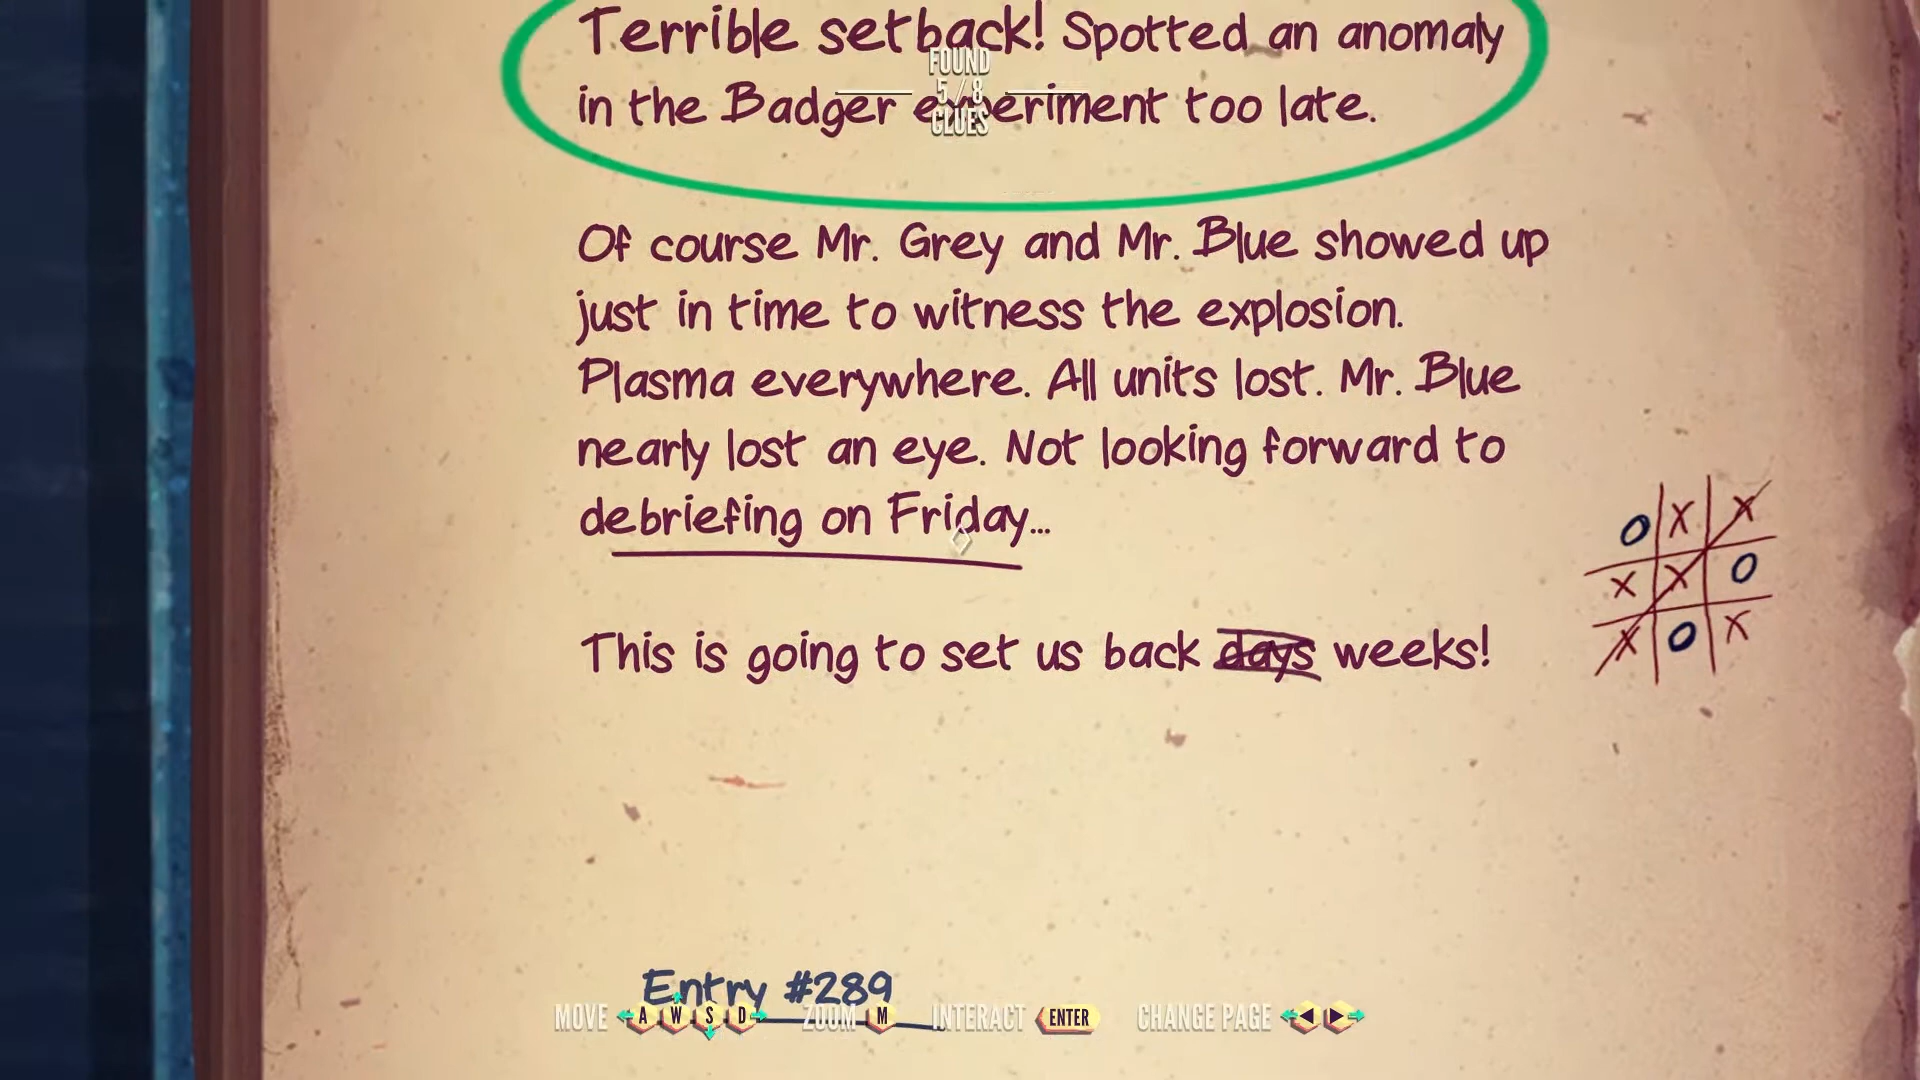 Terrible setback! Spotted an anomaly
in the Badger experiment too late.
FOUND
5/8
CLUES
Of course Mr. Grey and Mr. Blue showed up
just in time to witness the explosion.
Plasma everywhere. All units lost. Mr. Blue
nearly lost an eye. Not looking forward to
debriefing on Friday...
O X X
X X O
X O X
This is going to set us back days weeks!
Entry #289
MOVE A W S D ZOOM M INTERACT ENTER CHANGE PAGE